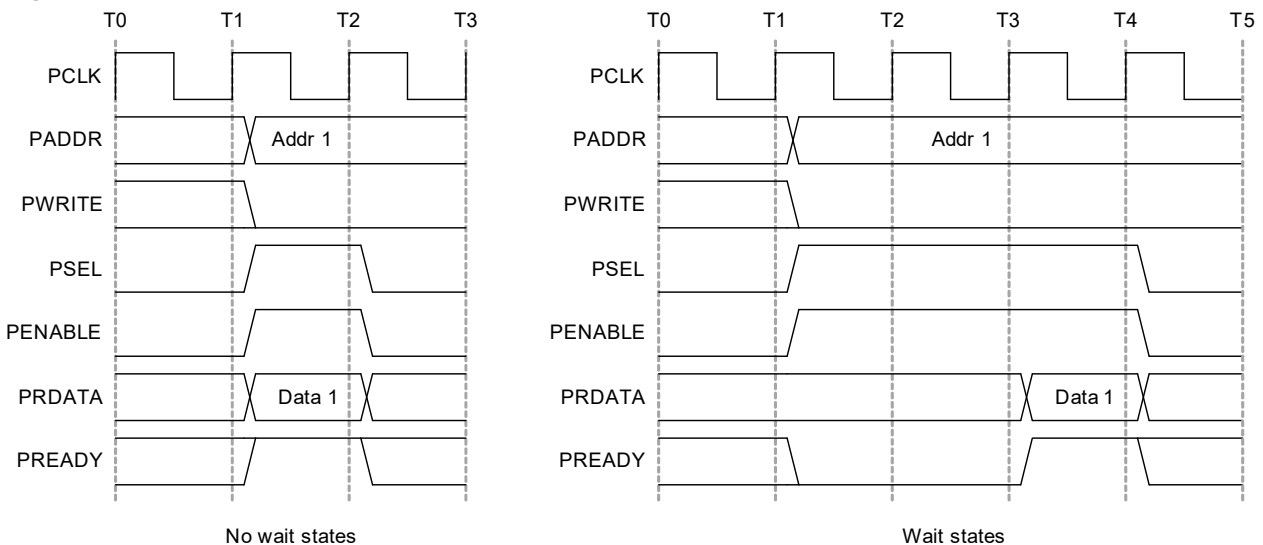 T0 T1 T2 T3
PCLK
PADDR Addr 1
PWRITE
PSEL
PENABLE
PRDATA Data 1
PREADY
No wait states
T0 T1 T2 T3 T4 T5
PCLK
PADDR Addr 1
PWRITE
PSEL
PENABLE
PRDATA Data 1
PREADY
Wait states